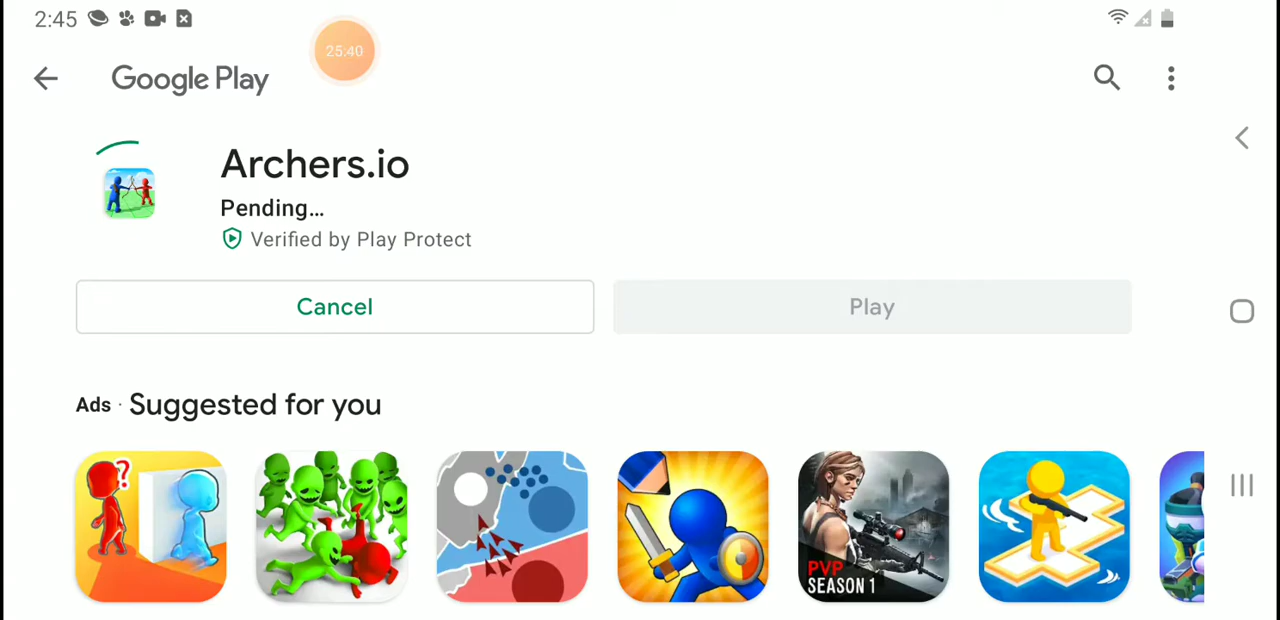 2:45
25:40
Google Play
Archers.io
Pending...
Verified by Play Protect
Cancel
Play
Ads · Suggested for you
?
PVP
SEASON 1